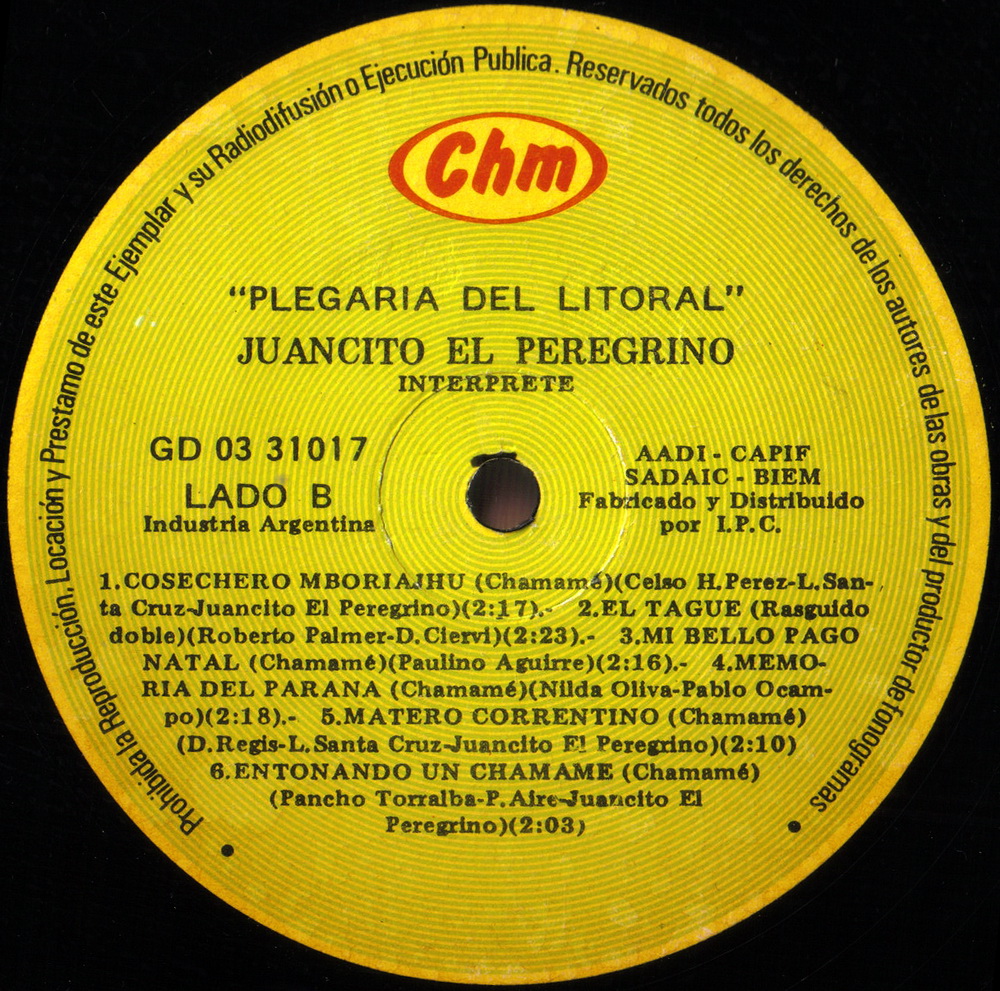 Prohibida la Reproducción, Locación y Prestamo de este Ejemplar y su Radiodifusión o Ejecución Publica. Reservados todos los derechos de los autores de las obras y del productor de fonogramas
Chm
“PLEGARIA DEL LITORAL”
JUANCITO EL PEREGRINO
INTERPRETE
GD 03 31017
LADO B
Industria Argentina
AADI - CAPIF
SADAIC - BIEM
Fabricado y Distribuido
por I.P.C.
1.COSECHERO MBORIAJHU (Chamamé)(Celso H.Perez-L.San-
ta Cruz-Juancito El Peregrino)(2:17).- 2.EL TAGUE (Rasguido
doble)(Roberto Palmer-D.Ciervi)(2:23).- 3.MI BELLO PAGO
NATAL (Chamamé)(Paulino Aguirre)(2:16).- 4.MEMO-
RIA DEL PARANA (Chamamé)(Nilda Oliva-Pablo Ocam-
po)(2:18).- 5.MATERO CORRENTINO (Chamamé)
(D.Regis-L.Santa Cruz-Juancito El Peregrino)(2:10)
6.ENTONANDO UN CHAMAME (Chamamé)
(Pancho Torralba-P.Aire-Juancito El
Peregrino)(2:03)